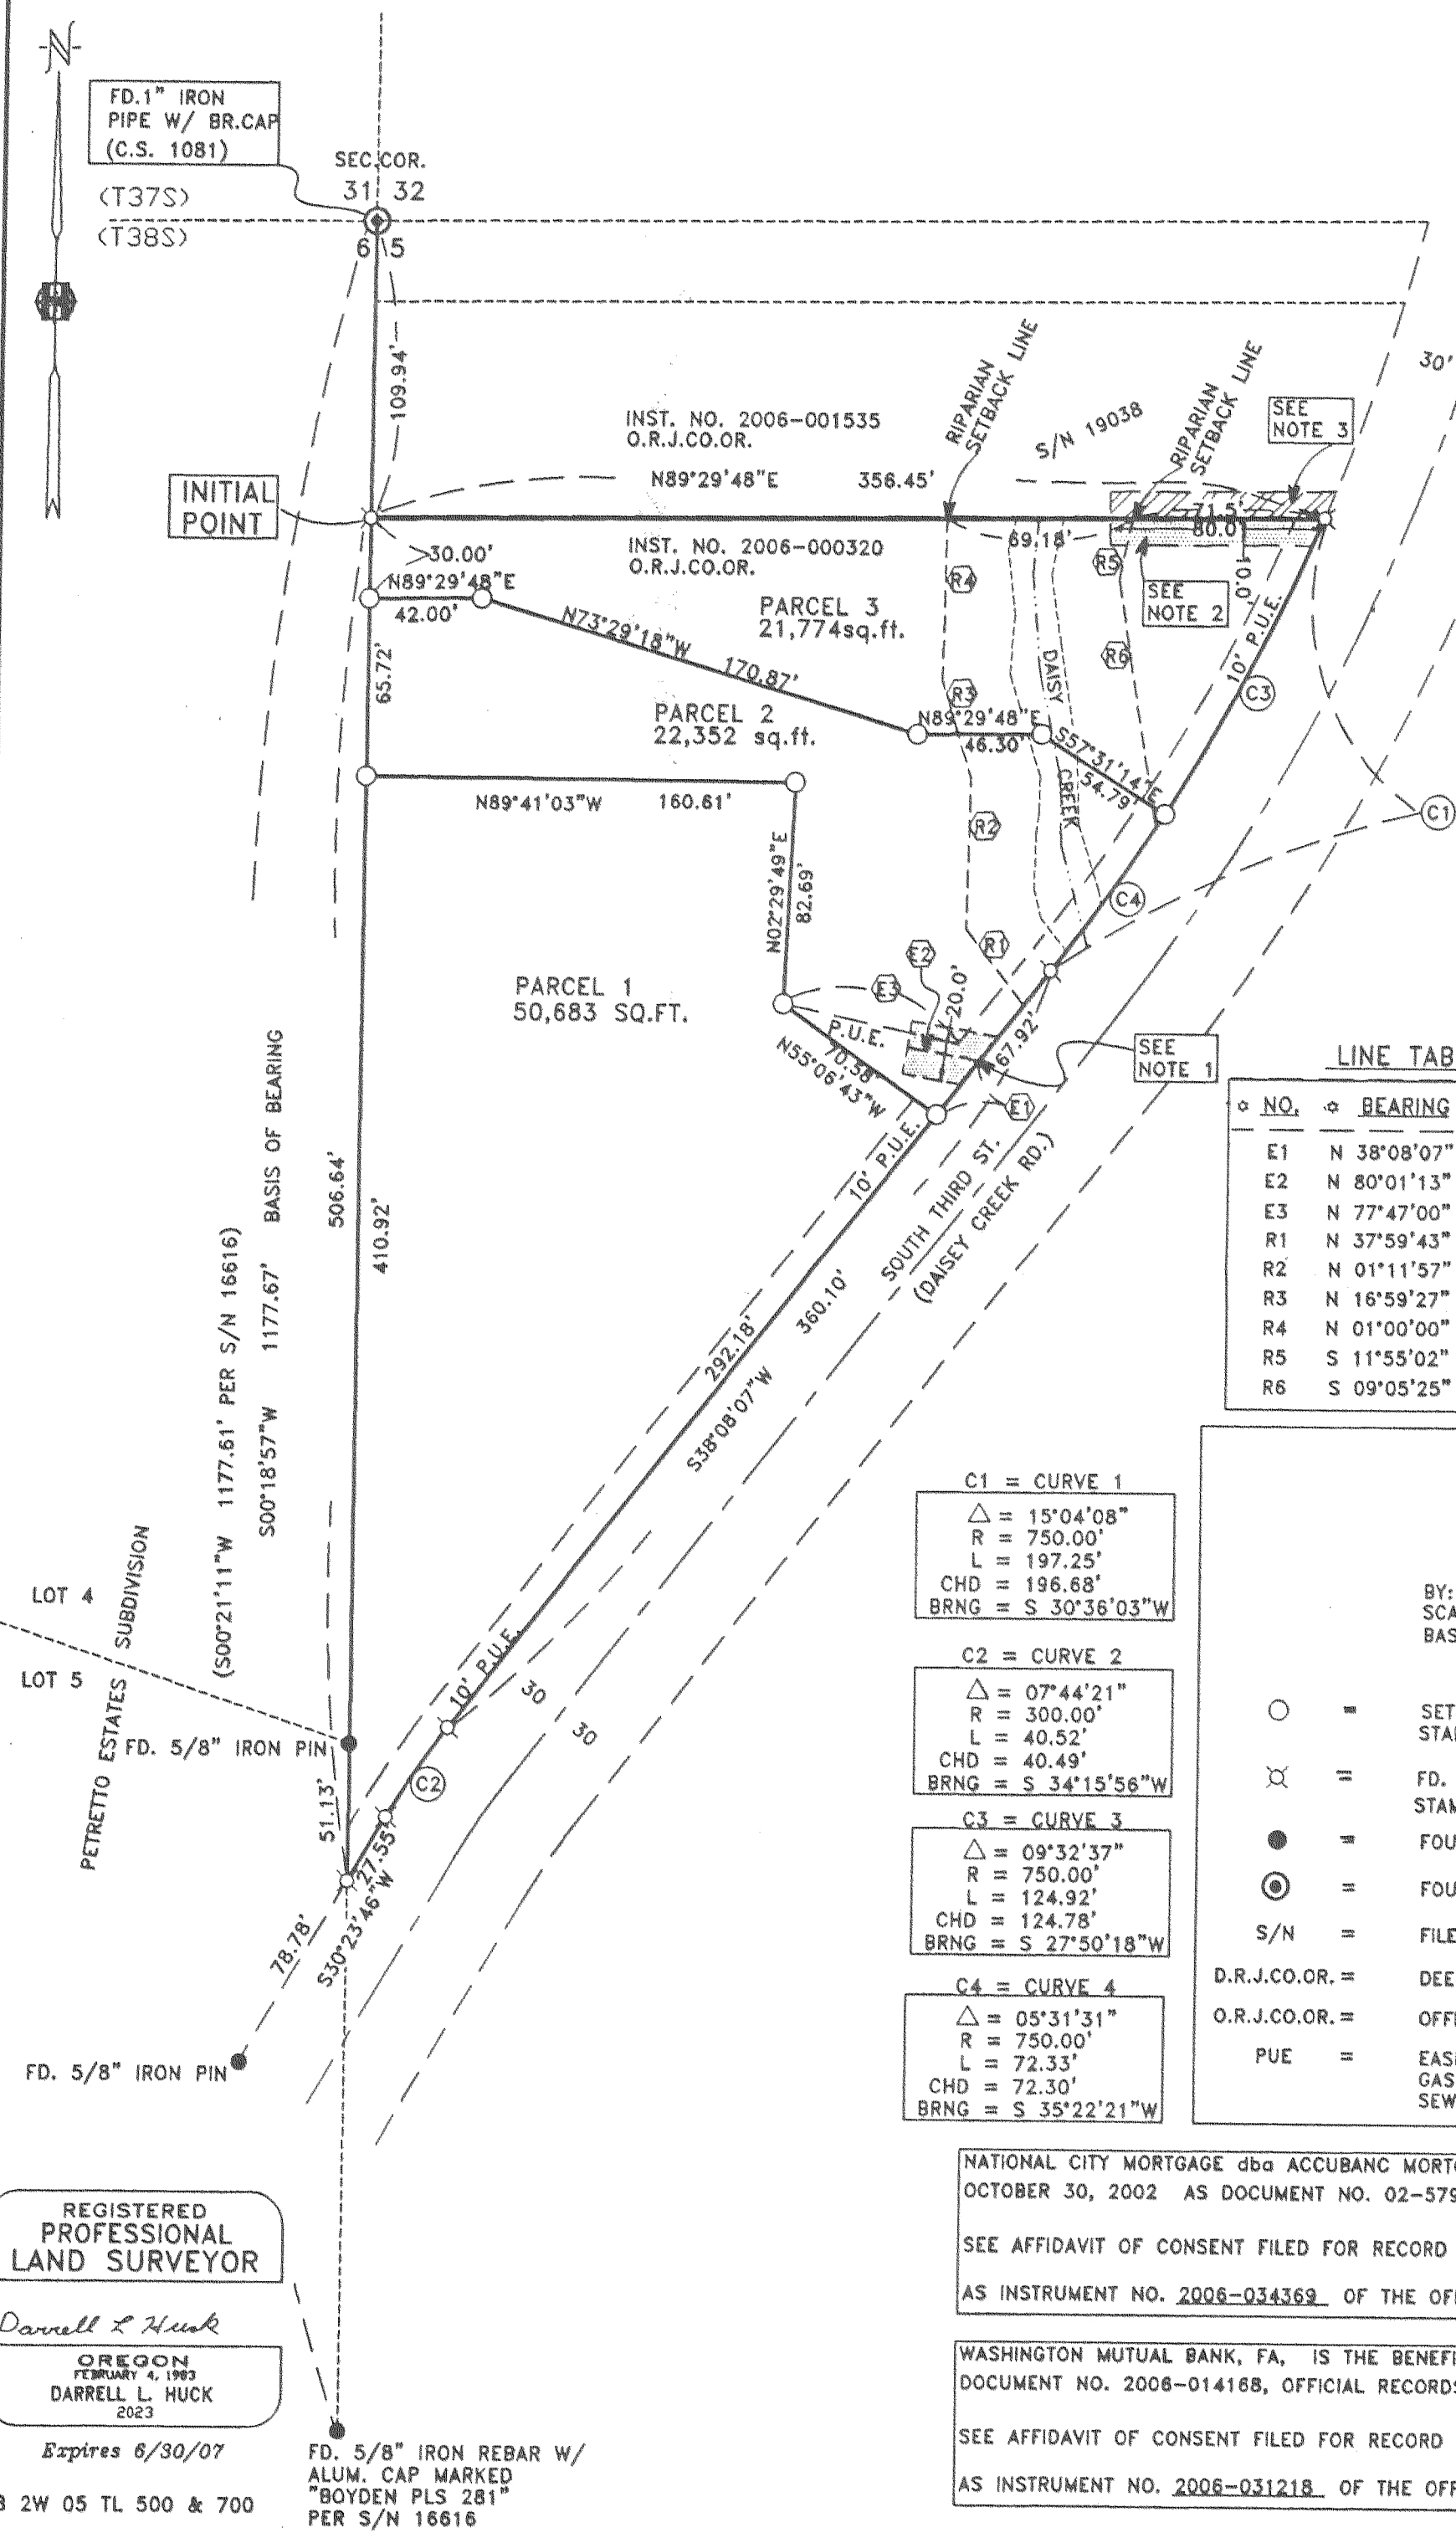 N
FD.1" IRON
PIPE W/ BR.CAP
(C.S. 1081)
SEC.COR.
31 32
(T37S)
(T38S)
6 5
109.94'
30'
RIPARIAN
SETBACK LINE
S/N 19038
RIPARIAN
SETBACK LINE
SEE
NOTE 3
INST. NO. 2006-001535
O.R.J.CO.OR.
N89°29'48"E 356.45'
INITIAL
POINT
71.5'
80.0'
10.0'
69.18'
INST. NO. 2006-000320
O.R.J.CO.OR.
30.00'
N89°29'48"E
42.00'
R4
R5
SEE
NOTE 2
PARCEL 3
21,774sq.ft.
N73°29'18"W 170.87'
65.72'
R6
R3
DAISY
CREEK
10' P.U.E.
C3
PARCEL 2
22,352 sq.ft.
N89°29'48"E
46.30'
S57°31'14"E
54.79'
N89°41'03"W 160.61'
R2
C1
N02°29'49"E
82.69'
C4
R1
E2
E3
20.0'
PARCEL 1
50,683 SQ.FT.
P.U.E.
70.58'
N55°06'43"W
67.92'
SEE
NOTE 1
E1
LINE TAB
NO. BEARING
E1 N 38°08'07"
E2 N 80°01'13"
E3 N 77°47'00"
R1 N 37°59'43"
R2 N 01°11'57"
R3 N 16°59'27"
R4 N 01°00'00"
R5 S 11°55'02"
R6 S 09°05'25"
10' P.U.E.
SOUTH THIRD ST.
(DAISEY CREEK RD.)
506.64'
410.92'
(S00°21'11"W 1177.61' PER S/N 16616)
S00°18'57"W 1177.67' BASIS OF BEARING
292.18'
360.10'
S38°08'07"W
10' P.U.E.
30
30
LOT 4
LOT 5
PETRETTO ESTATES SUBDIVISION
FD. 5/8" IRON PIN
51.13'
C2
27.55'
S30°23'46"W
78.78'
FD. 5/8" IRON PIN
C1 = CURVE 1
△ = 15°04'08"
R = 750.00'
L = 197.25'
CHD = 196.68'
BRNG = S 30°36'03"W
C2 = CURVE 2
△ = 07°44'21"
R = 300.00'
L = 40.52'
CHD = 40.49'
BRNG = S 34°15'56"W
C3 = CURVE 3
△ = 09°32'37"
R = 750.00'
L = 124.92'
CHD = 124.78'
BRNG = S 27°50'18"W
C4 = CURVE 4
△ = 05°31'31"
R = 750.00'
L = 72.33'
CHD = 72.30'
BRNG = S 35°22'21"W
BY:
SCA
BAS
= SET
STA
= FD.
STAM
= FOU
= FOU
S/N = FILE
D.R.J.CO.OR. = DEE
O.R.J.CO.OR. = OFF
PUE = EAS
GAS
SEW
NATIONAL CITY MORTGAGE dba ACCUBANC MORT
OCTOBER 30, 2002 AS DOCUMENT NO. 02-579
SEE AFFIDAVIT OF CONSENT FILED FOR RECORD
AS INSTRUMENT NO. 2006-034369 OF THE OF
WASHINGTON MUTUAL BANK, FA, IS THE BENEF
DOCUMENT NO. 2006-014168, OFFICIAL RECORDS
SEE AFFIDAVIT OF CONSENT FILED FOR RECORD
AS INSTRUMENT NO. 2006-031218 OF THE OF
REGISTERED
PROFESSIONAL
LAND SURVEYOR
Darrell L Huck
OREGON
FEBRUARY 4, 1983
DARRELL L. HUCK
2023
Expires 6/30/07
2W 05 TL 500 & 700
FD. 5/8" IRON REBAR W/
ALUM. CAP MARKED
"BOYDEN PLS 281"
PER S/N 16616